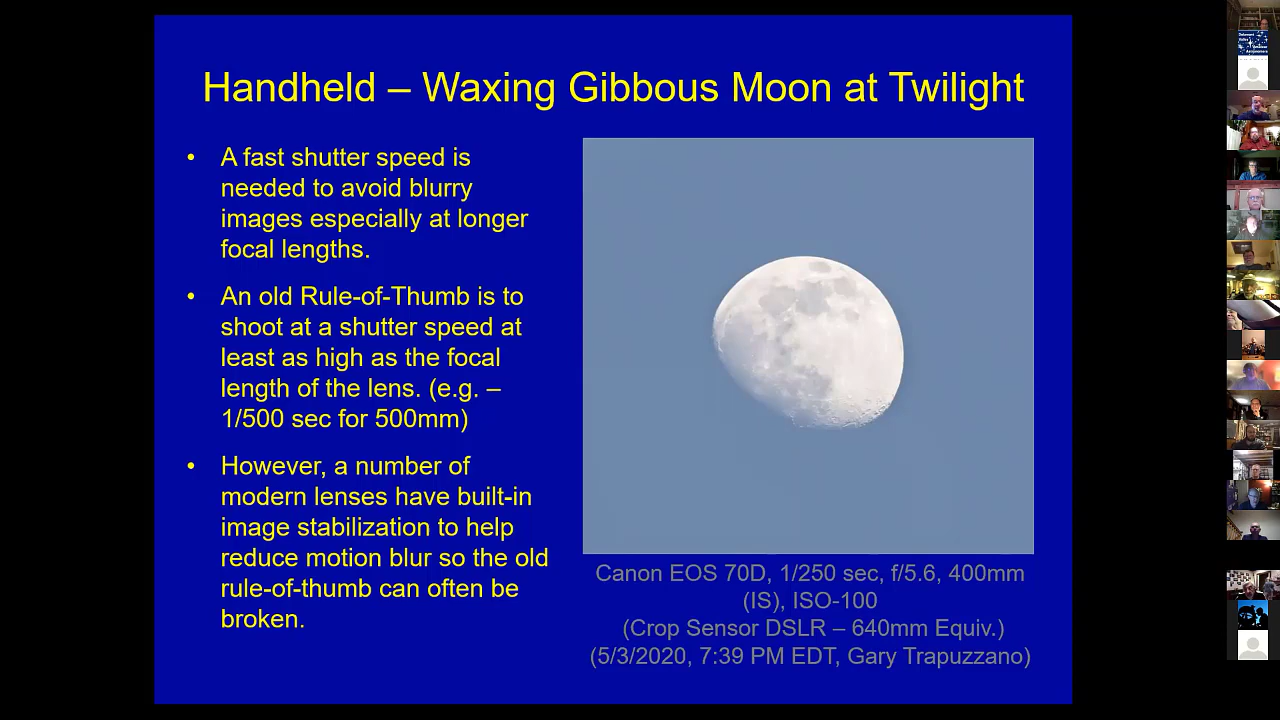 Handheld – Waxing Gibbous Moon at Twilight
• A fast shutter speed is
needed to avoid blurry
images especially at longer
focal lengths.
• An old Rule-of-Thumb is to
shoot at a shutter speed at
least as high as the focal
length of the lens. (e.g. –
1/500 sec for 500mm)
• However, a number of
modern lenses have built-in
image stabilization to help
reduce motion blur so the old
rule-of-thumb can often be
broken.
Canon EOS 70D, 1/250 sec, f/5.6, 400mm
(IS), ISO-100
(Crop Sensor DSLR – 640mm Equiv.)
(5/3/2020, 7:39 PM EDT, Gary Trapuzzano)